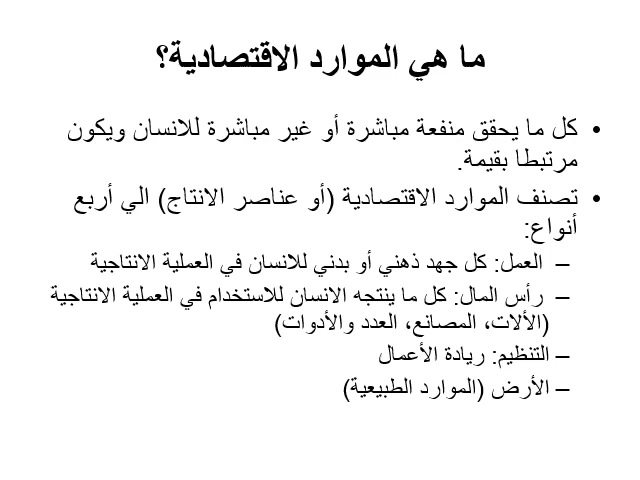 ما هي الموارد الاقتصادية؟
• كل ما يحقق منفعة مباشرة أو غير مباشرة للانسان ويكون
مرتبطا بقيمة.
• تصنف الموارد الاقتصادية (أو عناصر الانتاج) الي أربع
أنواع:
– العمل: كل جهد ذهني أو بدني للانسان في العملية الانتاجية
– رأس المال: كل ما ينتجه الانسان للاستخدام في العملية الانتاجية
(الألات، المصانع، العدد والأدوات)
– التنظيم: ريادة الأعمال
– الأرض (الموارد الطبيعية)